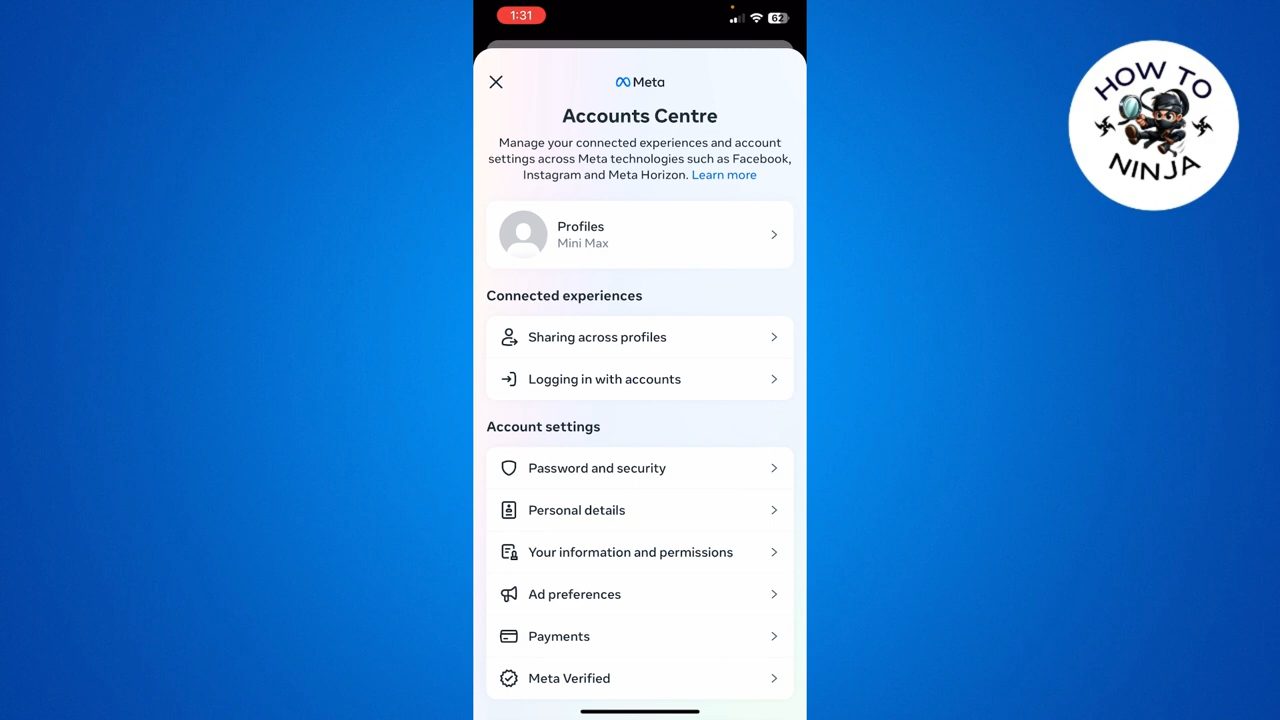 1:31
62
HOW TO
NINJA
Meta
Accounts Centre
Manage your connected experiences and account
settings across Meta technologies such as Facebook,
Instagram and Meta Horizon. Learn more
Profiles
Mini Max
Connected experiences
Sharing across profiles
Logging in with accounts
Account settings
Password and security
Personal details
Your information and permissions
Ad preferences
Payments
Meta Verified